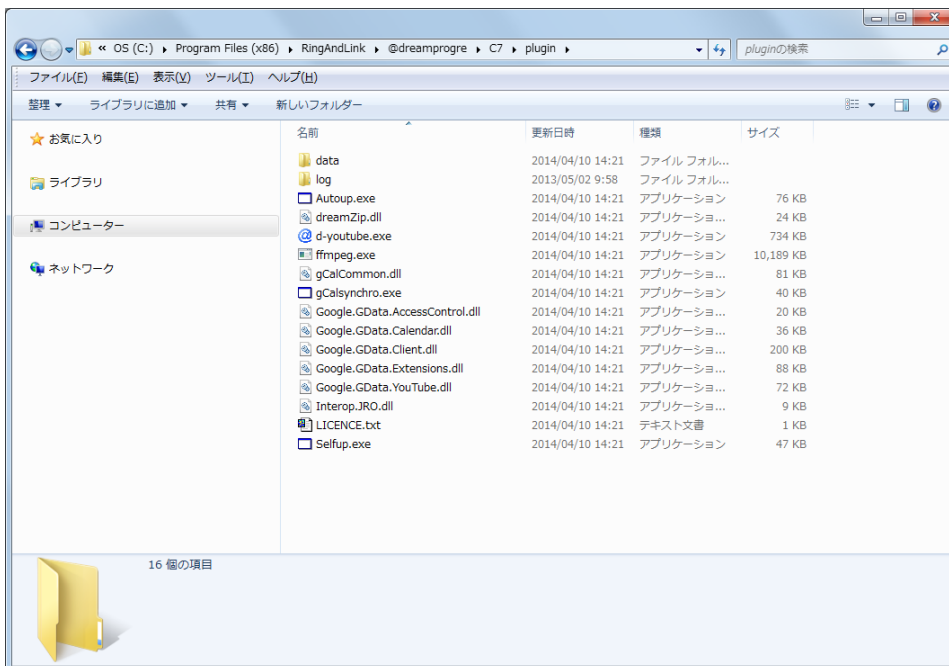 « OS (C:) ▸ Program Files (x86) ▸ RingAndLink ▸ @dreamprogre ▸ C7 ▸ plugin ▸ pluginの検索
ファイル(F) 編集(E) 表示(V) ツール(T) ヘルプ(H)
整理 ▼ ライブラリに追加 ▼ 共有 ▼ 新しいフォルダー
お気に入り
ライブラリ
コンピューター
ネットワーク
名前 更新日時 種類 サイズ
data 2014/04/10 14:21 ファイル フォル...
log 2013/05/02 9:58 ファイル フォル...
Autoup.exe 2014/04/10 14:21 アプリケーション 76 KB
dreamZip.dll 2014/04/10 14:21 アプリケーショ... 24 KB
d-youtube.exe 2014/04/10 14:21 アプリケーション 734 KB
ffmpeg.exe 2014/04/10 14:21 アプリケーション 10,189 KB
gCalCommon.dll 2014/04/10 14:21 アプリケーショ... 81 KB
gCalsynchro.exe 2014/04/10 14:21 アプリケーション 40 KB
Google.GData.AccessControl.dll 2014/04/10 14:21 アプリケーショ... 20 KB
Google.GData.Calendar.dll 2014/04/10 14:21 アプリケーショ... 36 KB
Google.GData.Client.dll 2014/04/10 14:21 アプリケーショ... 200 KB
Google.GData.Extensions.dll 2014/04/10 14:21 アプリケーショ... 88 KB
Google.GData.YouTube.dll 2014/04/10 14:21 アプリケーショ... 72 KB
Interop.JRO.dll 2014/04/10 14:21 アプリケーショ... 9 KB
LICENCE.txt 2014/04/10 14:21 テキスト文書 1 KB
Selfup.exe 2014/04/10 14:21 アプリケーション 47 KB
16 個の項目